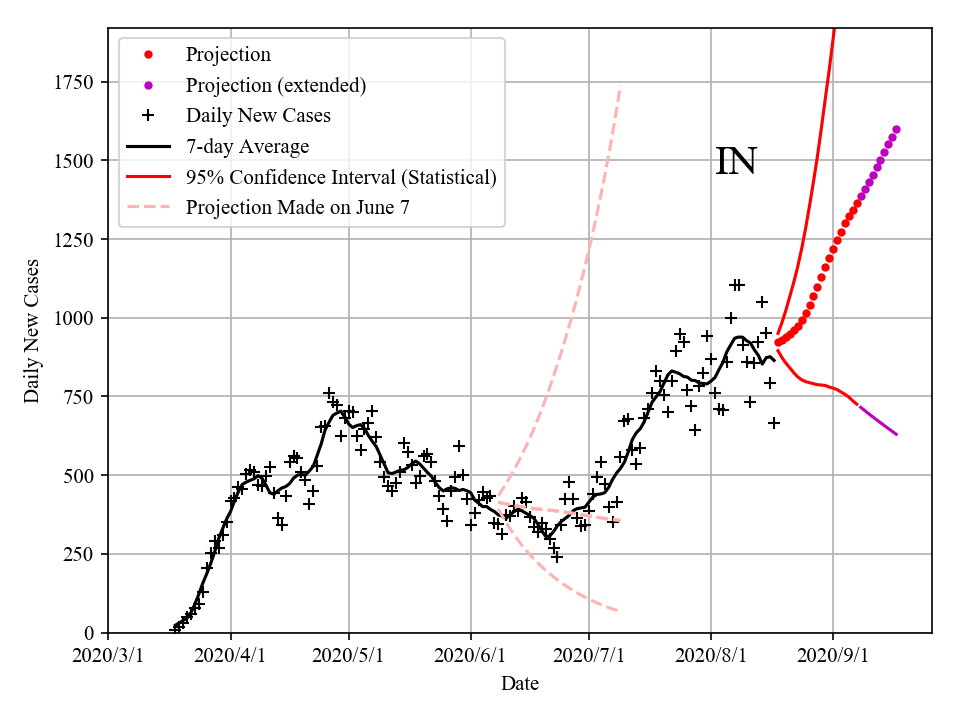 Projection
Projection (extended)
Daily New Cases
7-day Average
95% Confidence Interval (Statistical)
Projection Made on June 7
IN
1750
1500
1250
1000
750
500
250
0
Daily New Cases
2020/3/1 2020/4/1 2020/5/1 2020/6/1 2020/7/1 2020/8/1 2020/9/1
Date